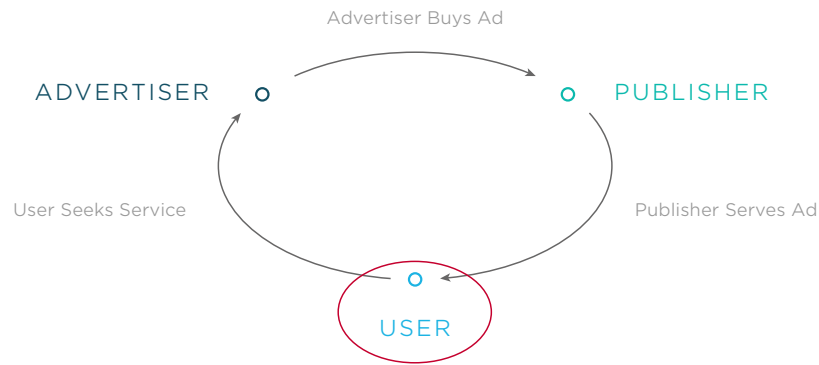 Advertiser Buys Ad
ADVERTISER
PUBLISHER
User Seeks Service
Publisher Serves Ad
USER